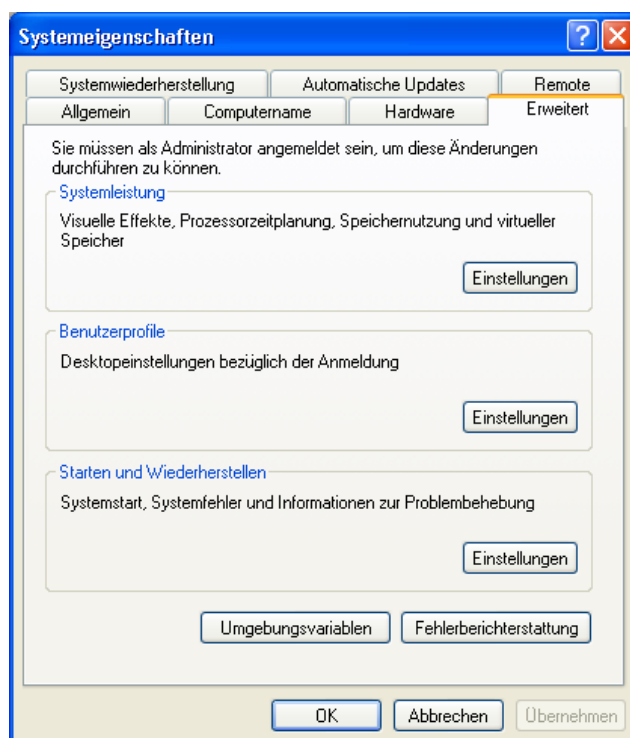 Systemeigenschaften
Systemwiederherstellung Automatische Updates Remote
Allgemein Computername Hardware Erweitert
Sie müssen als Administrator angemeldet sein, um diese Änderungen
durchführen zu können.
Systemleistung
Visuelle Effekte, Prozessorzeitplanung, Speichernutzung und virtueller
Speicher
Einstellungen
Benutzerprofile
Desktopeinstellungen bezüglich der Anmeldung
Einstellungen
Starten und Wiederherstellen
Systemstart, Systemfehler und Informationen zur Problembehebung
Einstellungen
Umgebungsvariablen Fehlerberichterstattung
OK Abbrechen Übernehmen